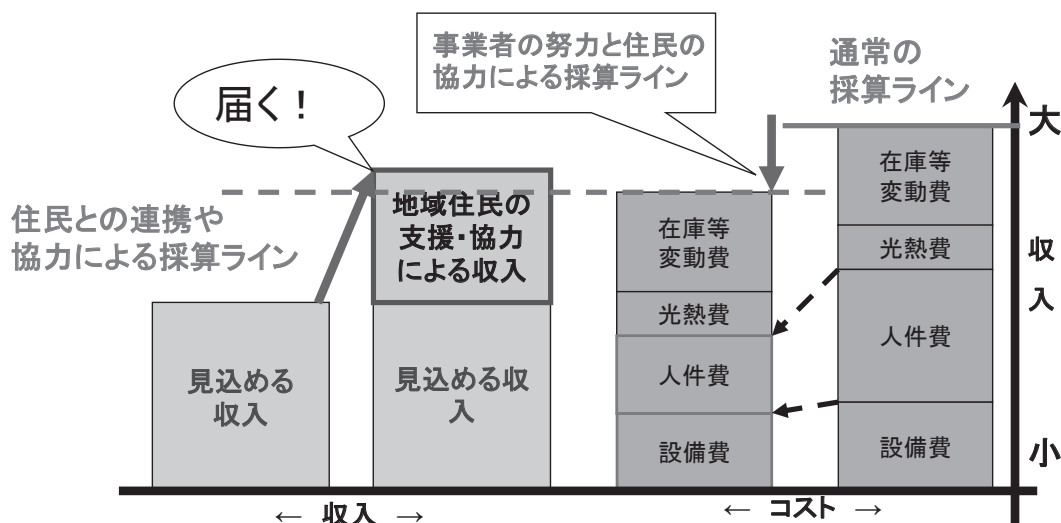 事業者の努力と住民の
協力による採算ライン
通常の
採算ライン
届く！
大
在庫等
変動費
地域住民の
支援・協力
による収入
住民との連携や
協力による採算ライン
在庫等
変動費
光熱費
収
入
光熱費
人件費
見込める
収入
見込める収
入
人件費
設備費
設備費
小
← 収入 →
← コスト →